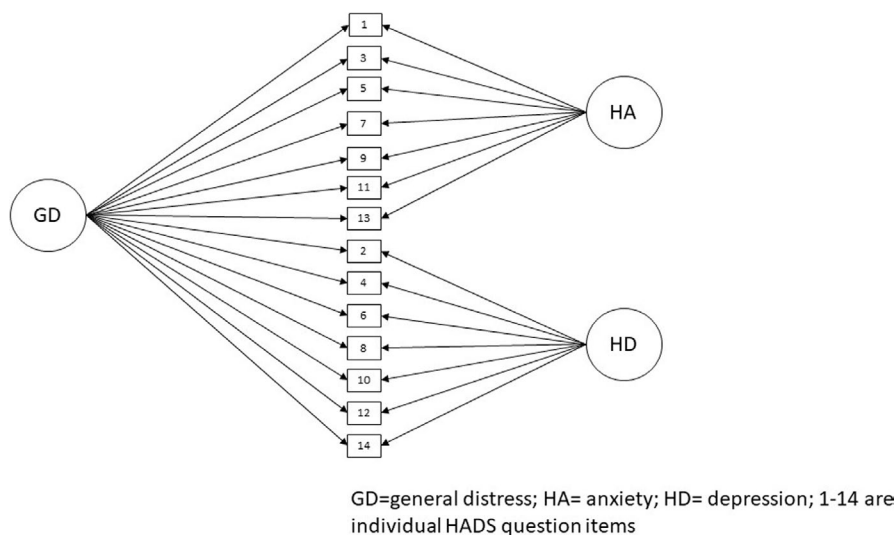 1
3
5
7
9
11
13
2
4
6
8
10
12
14
GD
HA
HD
GD=general distress; HA= anxiety; HD= depression; 1-14 are
individual HADS question items